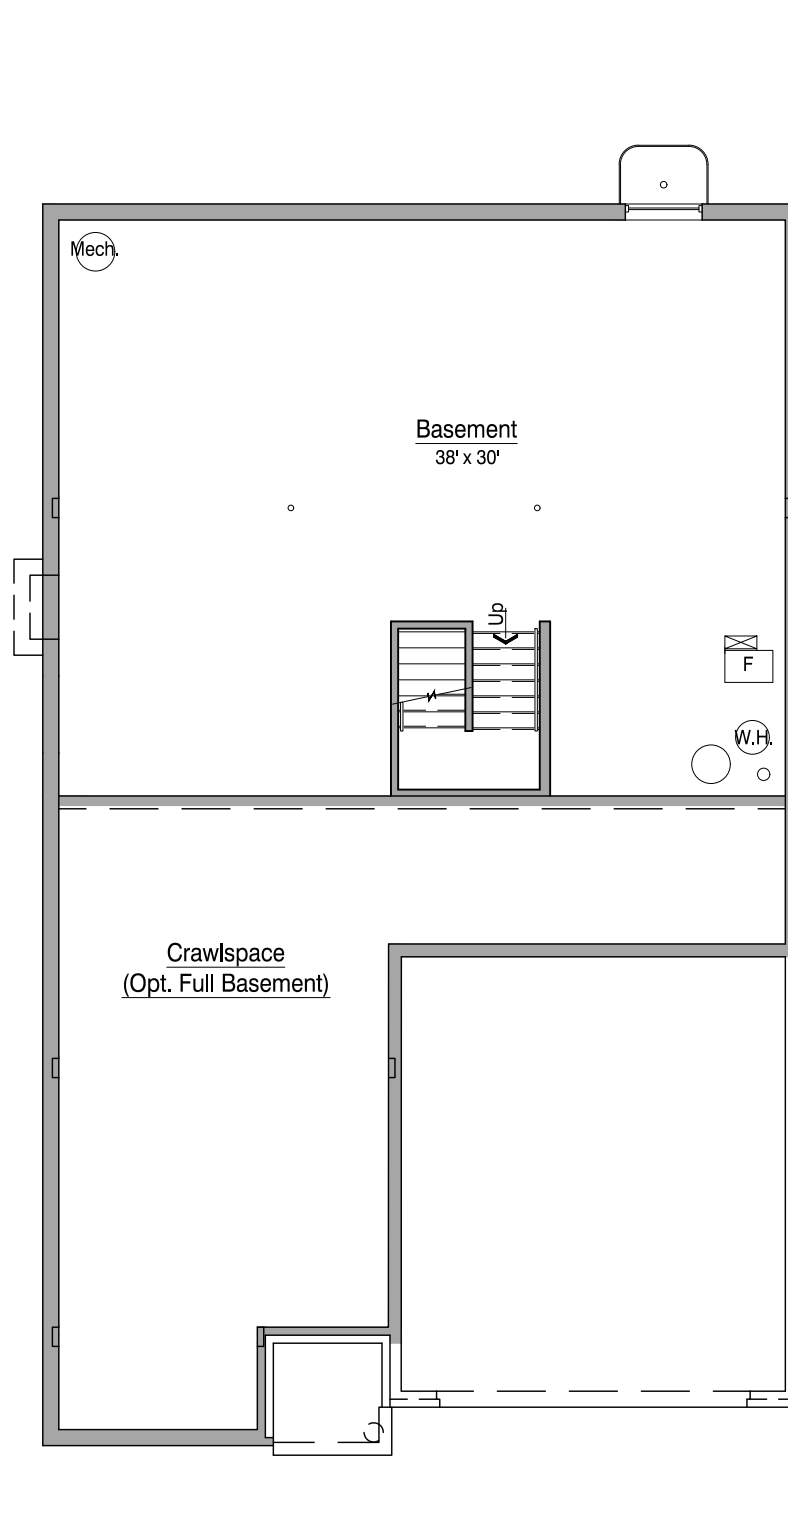 Mech.
Basement
38' x 30'
Up
F
W.H.
Crawlspace
(Opt. Full Basement)